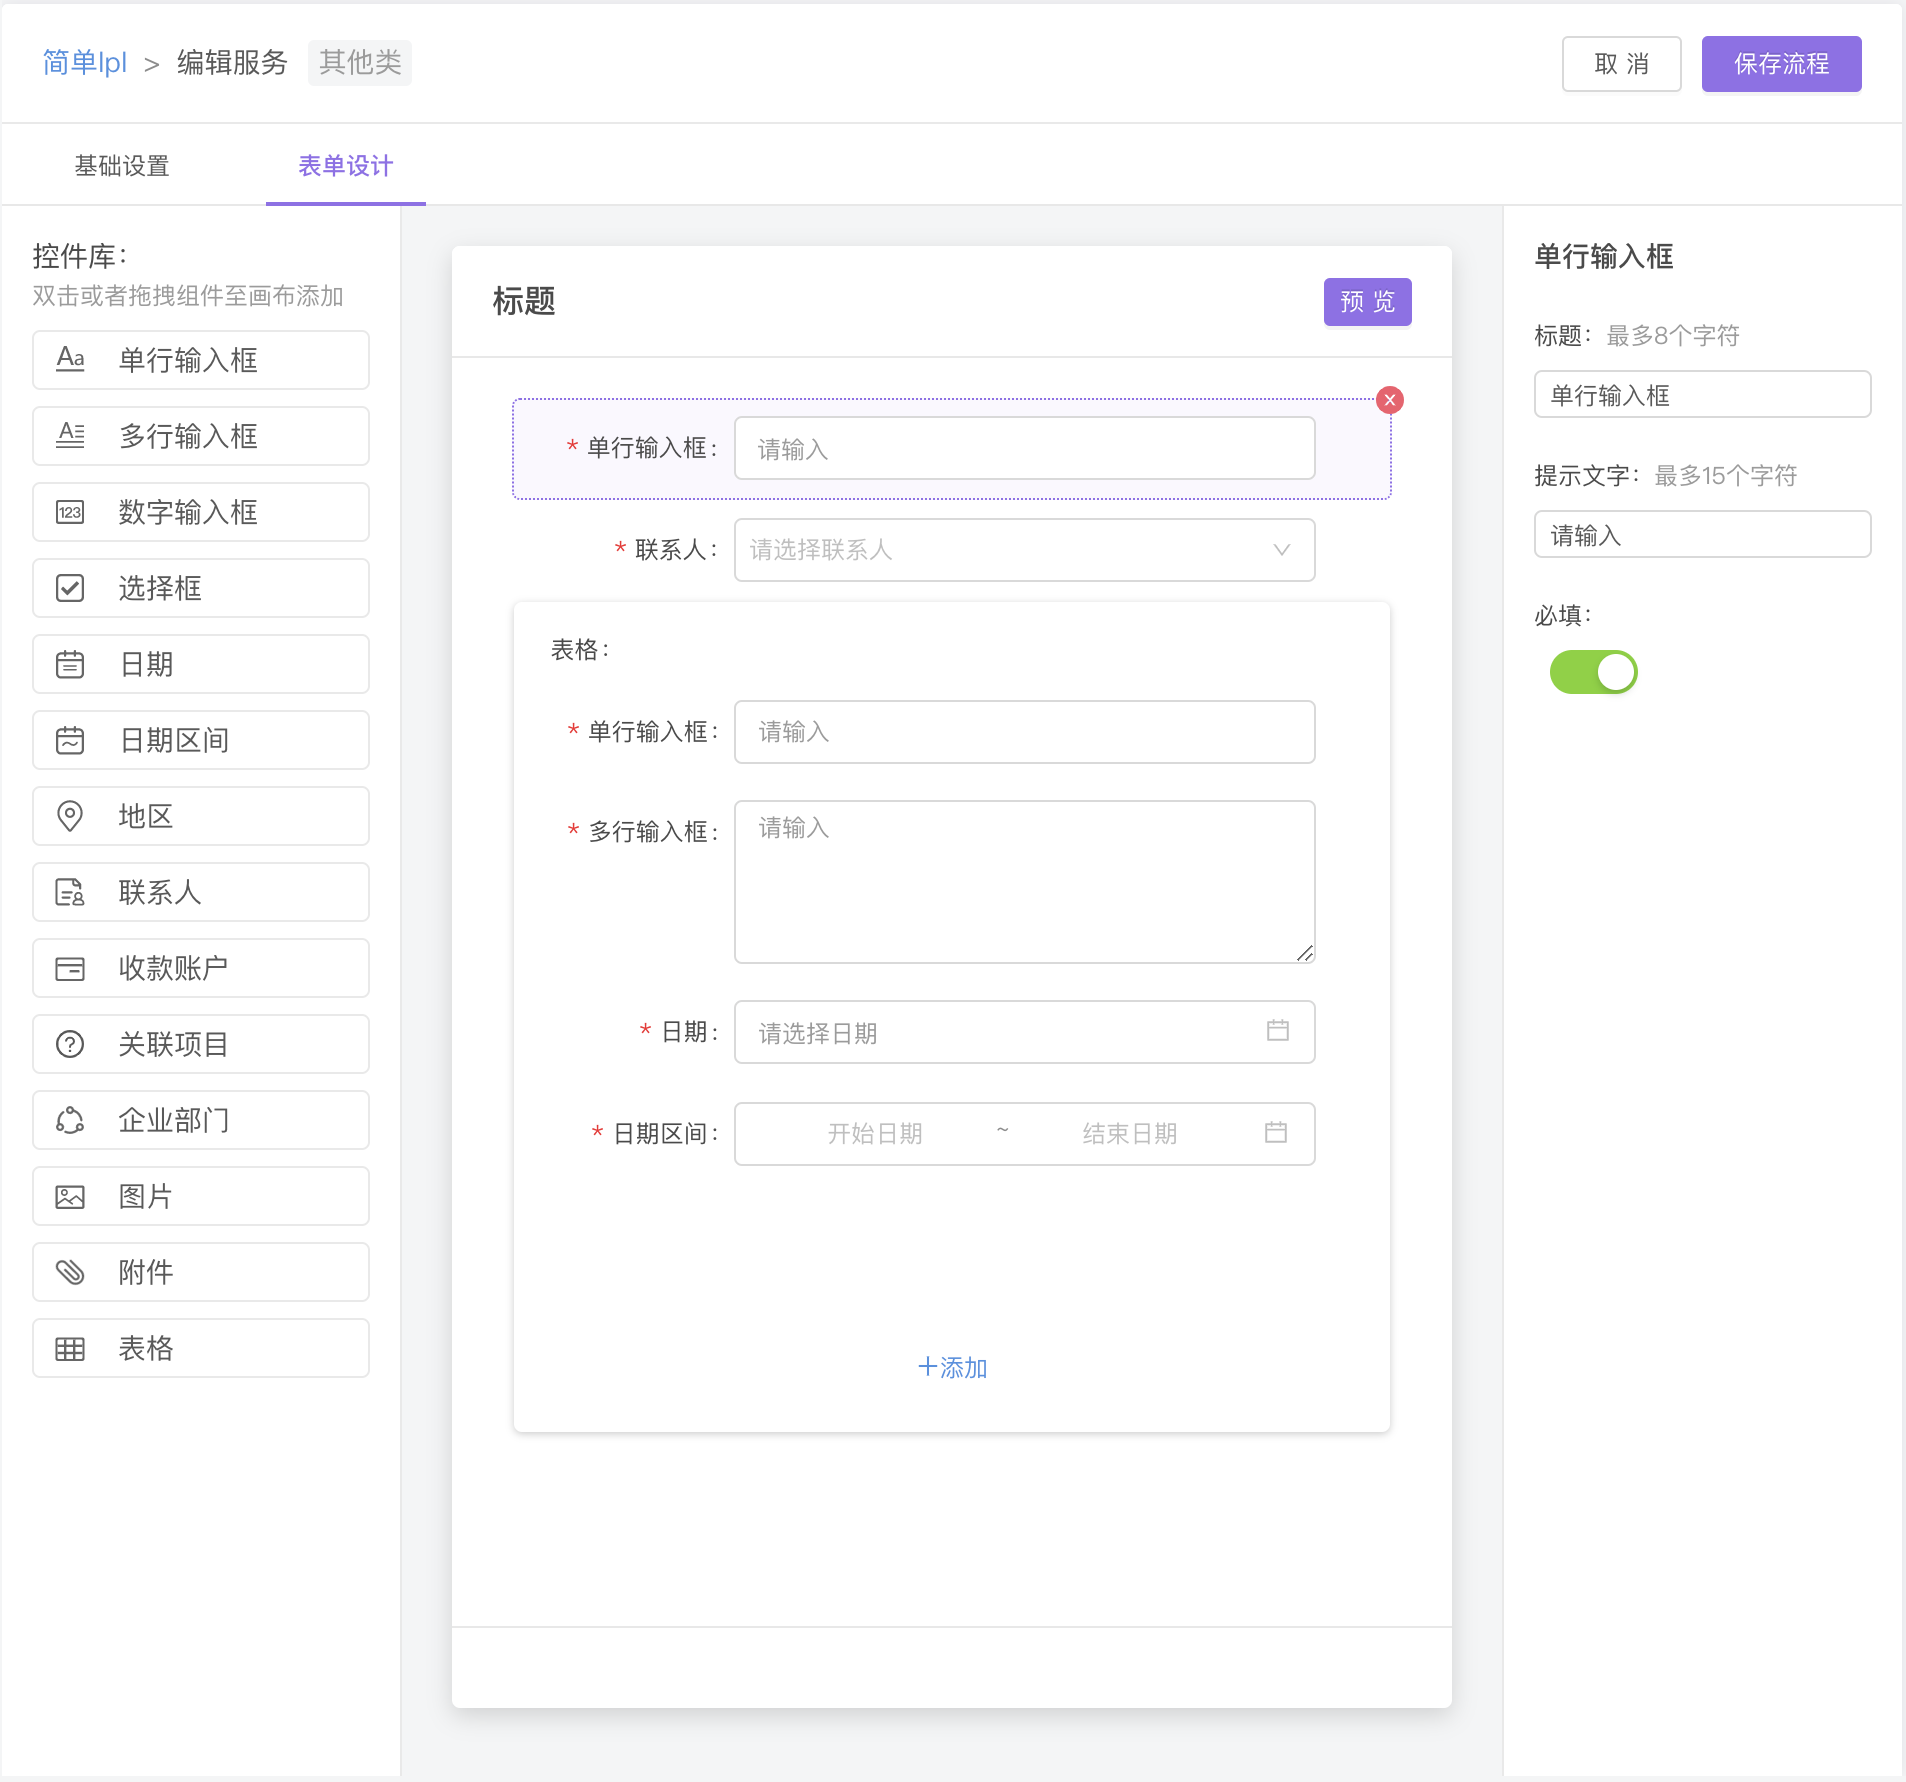 简单lpl > 编辑服务 其他类
取 消 保存流程
基础设置 表单设计
控件库：
双击或者拖拽组件至画布添加
Aa 单行输入框
A 多行输入框
123 数字输入框
选择框
日期
日期区间
地区
联系人
收款账户
? 关联项目
企业部门
图片
附件
表格
标题 预 览
x
* 单行输入框： 请输入
* 联系人： 请选择联系人
表格：
* 单行输入框： 请输入
* 多行输入框： 请输入
* 日期： 请选择日期
* 日期区间： 开始日期 ~ 结束日期
+添加
单行输入框
标题： 最多8个字符
单行输入框
提示文字： 最多15个字符
请输入
必填：